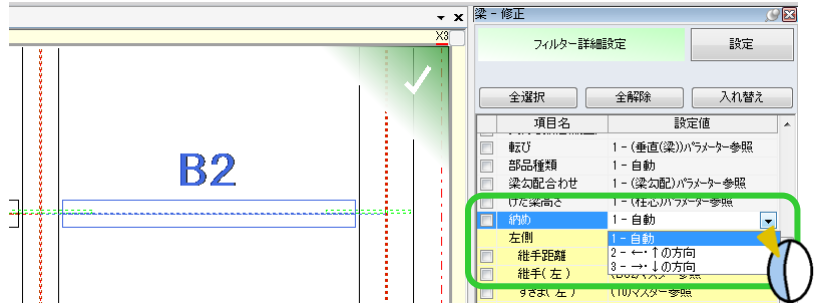 X3
B2
梁 - 修正
フィルター詳細設定
設定
全選択
全解除
入れ替え
項目名
設定値
転び
1 - (垂直(梁))パラメーター参照
部品種類
1 - 自動
梁勾配合わせ
1 - (梁勾配)パラメーター参照
けた梁高さ
1 - (柱心)パラメーター参照
納め
1 - 自動
左側
1 - 自動
2 - ←・↑の方向
継手距離
3 - →・↓の方向
継手(左)
すきま(左)
(10)マスター参照